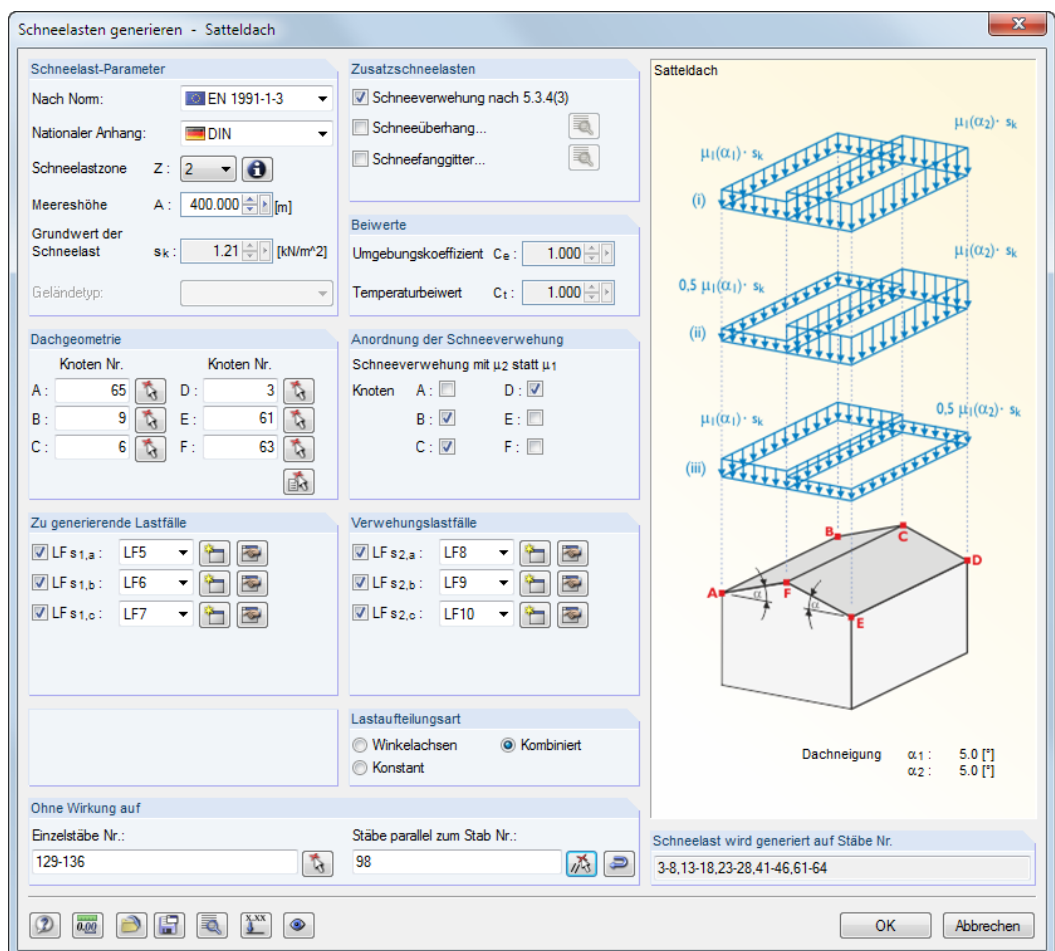 Schneelasten generieren - Satteldach
Schneelast-Parameter
Nach Norm: EN 1991-1-3
Nationaler Anhang: DIN
Schneelastzone Z : 2
Meereshöhe A : 400.000 [m]
Grundwert der
Schneelast sk : 1.21 [kN/m^2]
Geländetyp:
Zusatzschneelasten
Schneeverwehung nach 5.3.4(3)
Schneeüberhang...
Schneefanggitter...
Beiwerte
Umgebungskoeffizient Ce : 1.000
Temperaturbeiwert Ct : 1.000
Dachgeometrie
Knoten Nr. Knoten Nr.
A : 65 D : 3
B : 9 E : 61
C : 6 F : 63
Anordnung der Schneeverwehung
Schneeverwehung mit μ2 statt μ1
Knoten A : D :
B : E :
C : F :
Zu generierende Lastfälle
LF s1,a : LF5
LF s1,b : LF6
LF s1,c : LF7
Verwehungslastfälle
LF s2,a : LF8
LF s2,b : LF9
LF s2,c : LF10
Lastaufteilungsart
Winkelachsen Kombiniert
Konstant
Ohne Wirkung auf
Einzelstäbe Nr.: Stäbe parallel zum Stab Nr.:
129-136 98
Satteldach
μ1(α2)· sk
μ1(α1)· sk
(i)
μ1(α2)· sk
0,5 μ1(α1)· sk
(ii)
0,5 μ1(α2)· sk
μ1(α1)· sk
(iii)
B C
D
A F
α α
E
Dachneigung α1 : 5.0 [°]
α2 : 5.0 [°]
Schneelast wird generiert auf Stäbe Nr.
3-8,13-18,23-28,41-46,61-64
0.00 x.xx
OK Abbrechen